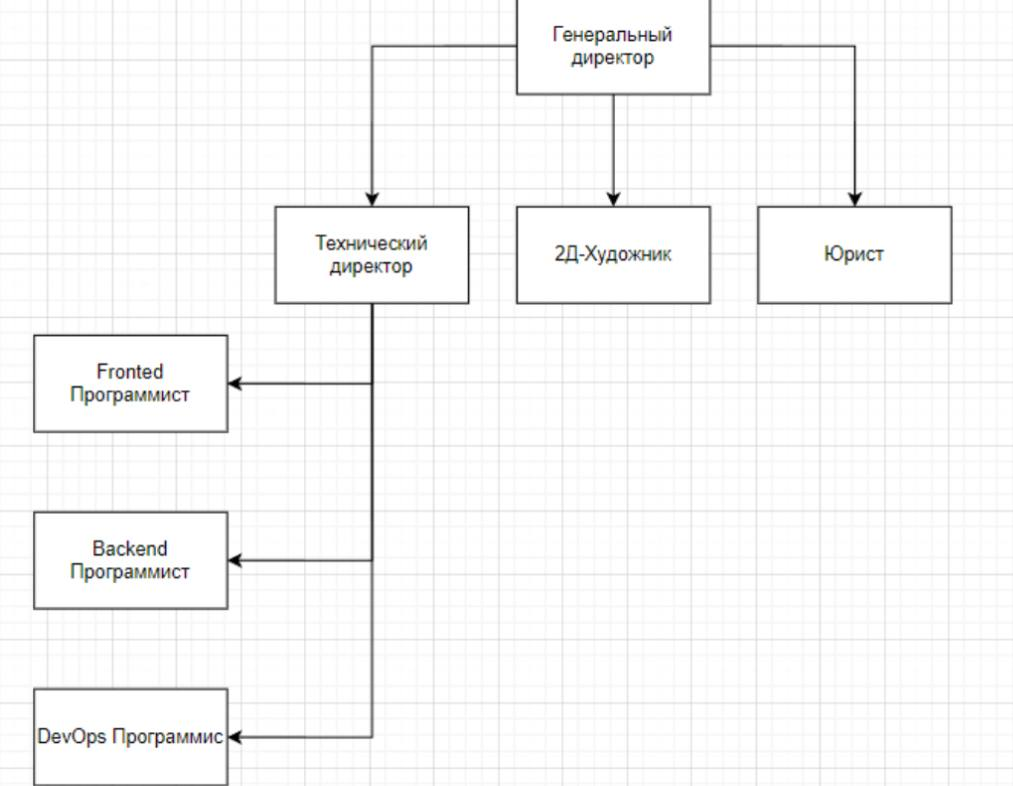 Генеральный
директор
Технический
директор
2Д-Художник
Юрист
Fronted
Программист
Backend
Программист
DevOps Программис